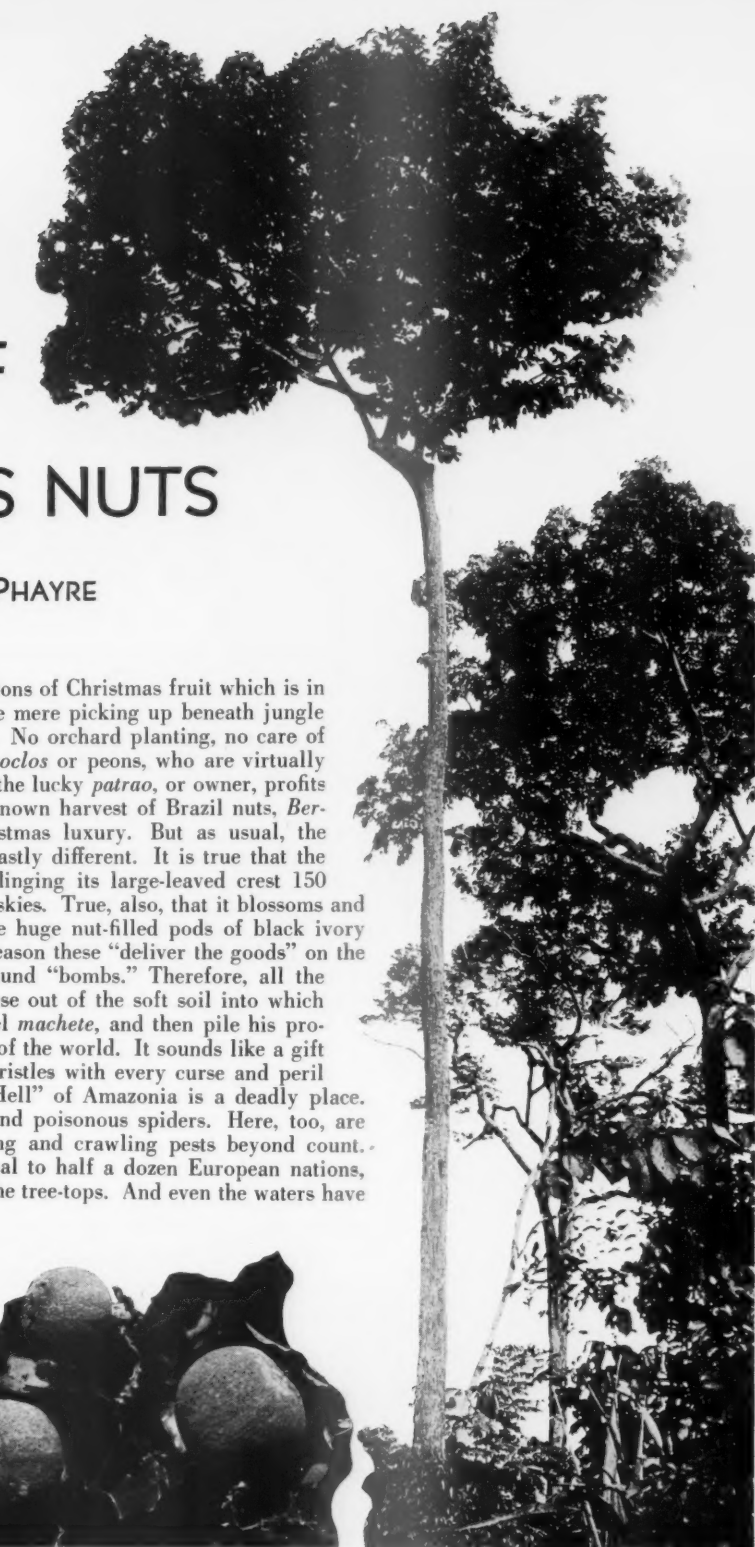 S NUTS
PHAYRE
ons of Christmas fruit which is in
e mere picking up beneath jungle
No orchard planting, no care of
oclos or peons, who are virtually
the lucky patrao, or owner, profits
nown harvest of Brazil nuts, Ber-
stmas luxury. But as usual, the
astly different. It is true that the
linging its large-leaved crest 150
skies. True, also, that it blossoms and
e huge nut-filled pods of black ivory
eason these “deliver the goods” on the
und “bombs.” Therefore, all the
se out of the soft soil into which
l machete, and then pile his pro-
of the world. It sounds like a gift
ristles with every curse and peril
Hell” of Amazonia is a deadly place.
nd poisonous spiders. Here, too, are
ng and crawling pests beyond count.
al to half a dozen European nations,
ne tree-tops. And even the waters have